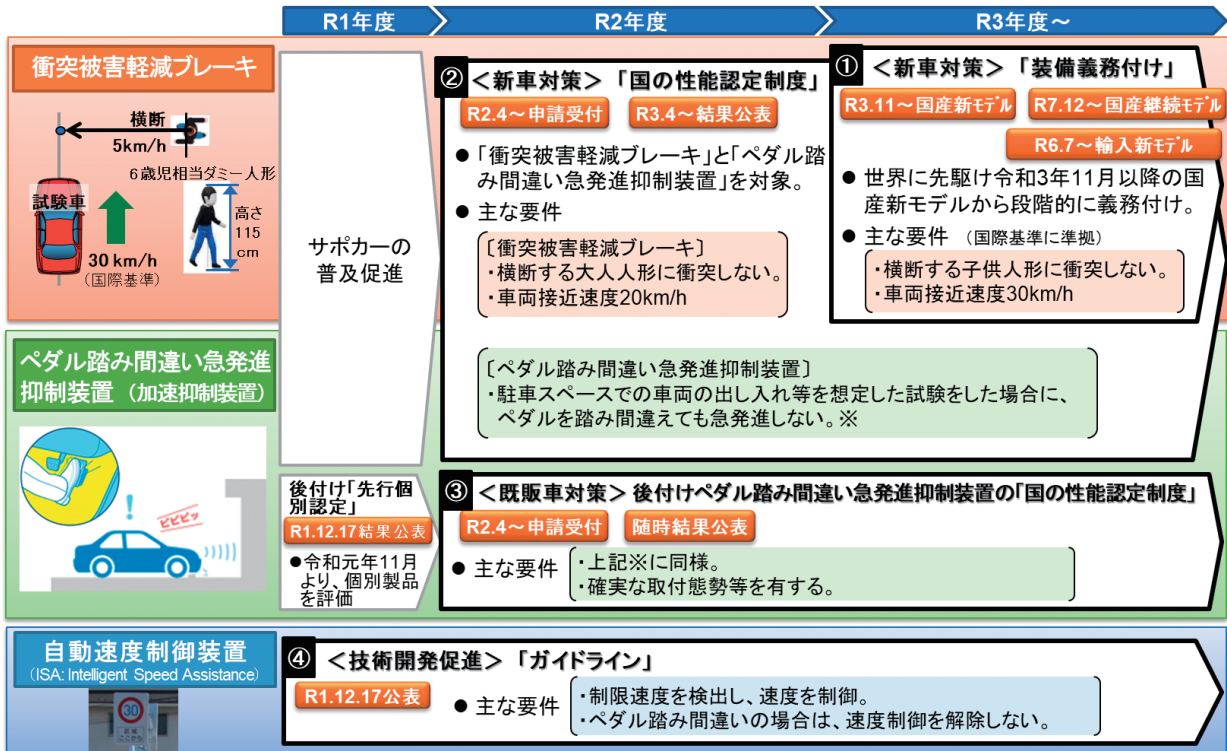 R1年度
R2年度
R3年度～
衝突被害軽減ブレーキ
横断
5km/h
6歳児相当ダミー人形
試験車
高さ
115
cm
30 km/h
(国際基準)
サポカーの
普及促進
② ＜新車対策＞「国の性能認定制度」
R2.4～申請受付 R3.4～結果公表
●「衝突被害軽減ブレーキ」と「ペダル踏
み間違い急発進抑制装置」を対象。
● 主な要件
〔衝突被害軽減ブレーキ〕
・横断する大人人形に衝突しない。
・車両接近速度20km/h
① ＜新車対策＞「装備義務付け」
R3.11～国産新モデル R7.12～国産継続モデル
R6.7～輸入新モデル
● 世界に先駆け令和3年11月以降の国
産新モデルから段階的に義務付け。
● 主な要件 (国際基準に準拠)
・横断する子供人形に衝突しない。
・車両接近速度30km/h
ペダル踏み間違い急発進
抑制装置 (加速抑制装置)
！
ピピピッ
〔ペダル踏み間違い急発進抑制装置〕
・駐車スペースでの車両の出し入れ等を想定した試験をした場合に、
ペダルを踏み間違えても急発進しない。※
後付け「先行個
別認定」
R1.12.17結果公表
●令和元年11月
より、個別製品
を評価
③ ＜既販車対策＞後付けペダル踏み間違い急発進抑制装置の「国の性能認定制度」
R2.4～申請受付 随時結果公表
● 主な要件
・上記※に同様。
・確実な取付態勢等を有する。
自動速度制御装置
(ISA: Intelligent Speed Assistance)
30
区域
ここから
④ ＜技術開発促進＞「ガイドライン」
R1.12.17公表
● 主な要件
・制限速度を検出し、速度を制御。
・ペダル踏み間違いの場合は、速度制御を解除しない。